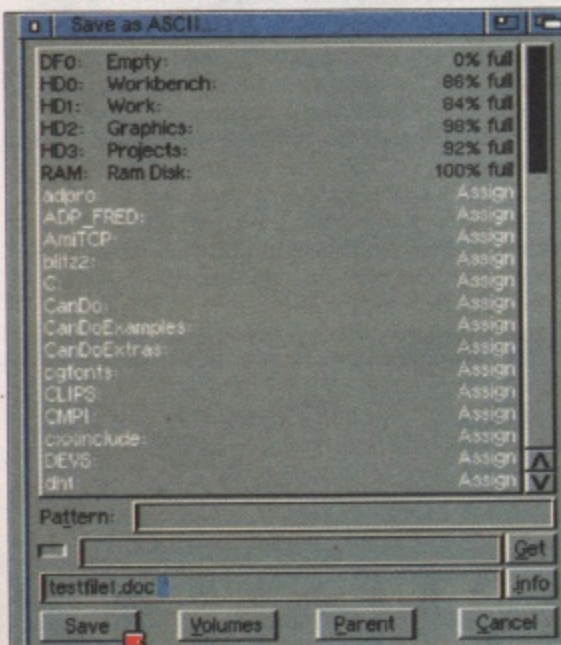 Save as ASCII...
DF0: Empty: 0% full
HD0: Workbench: 86% full
HD1: Work: 84% full
HD2: Graphics: 98% full
HD3: Projects: 92% full
RAM: Ram Disk: 100% full
adpro: Assign
ADP_FRED: Assign
AmiTCP: Assign
blitz2: Assign
C: Assign
CanDo: Assign
CanDoExamples: Assign
CanDoExtras: Assign
cgfonts: Assign
CLIPS: Assign
CMPI: Assign
cxxinclude: Assign
DEVS: Assign
dht: Assign
Pattern:
Get
testfile1.doc
.info
Save Volumes Parent Cancel